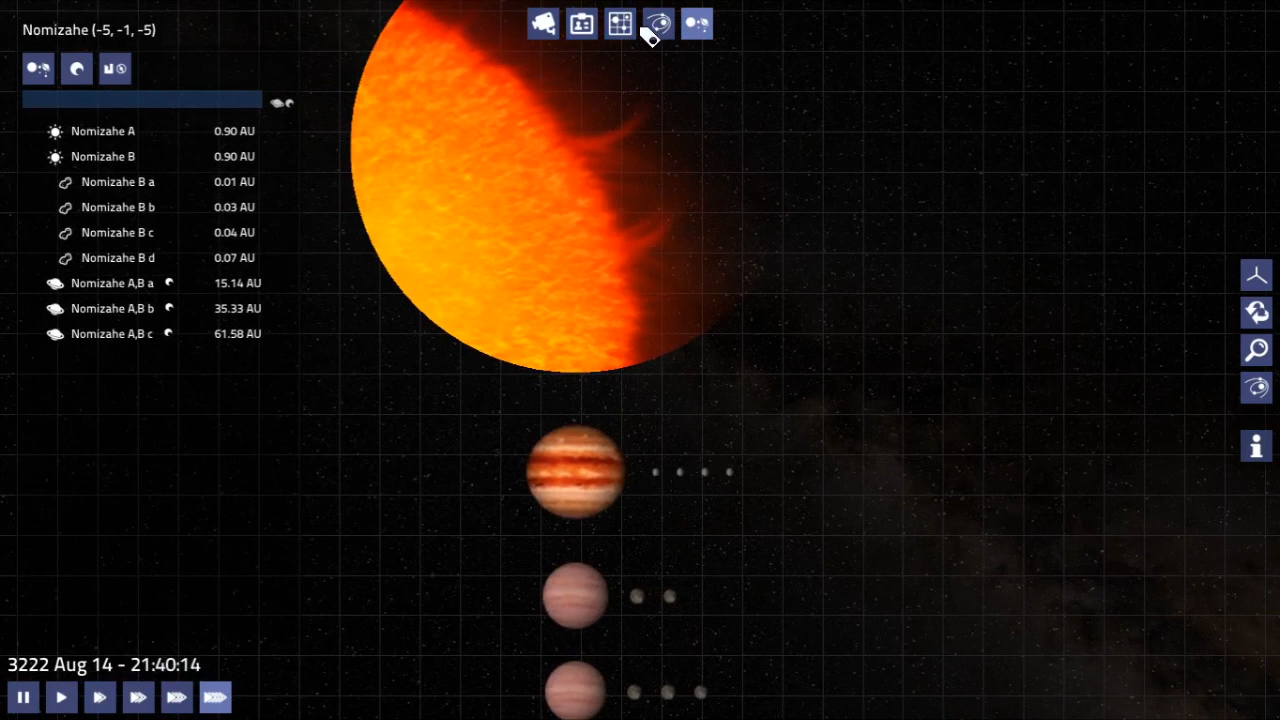 Nomizahe (-5, -1, -5)
Nomizahe A 0.90 AU
Nomizahe B 0.90 AU
Nomizahe B a 0.01 AU
Nomizahe B b 0.03 AU
Nomizahe B c 0.04 AU
Nomizahe B d 0.07 AU
Nomizahe A,B a 15.14 AU
Nomizahe A,B b 35.33 AU
Nomizahe A,B c 61.58 AU
3222 Aug 14 - 21:40:14